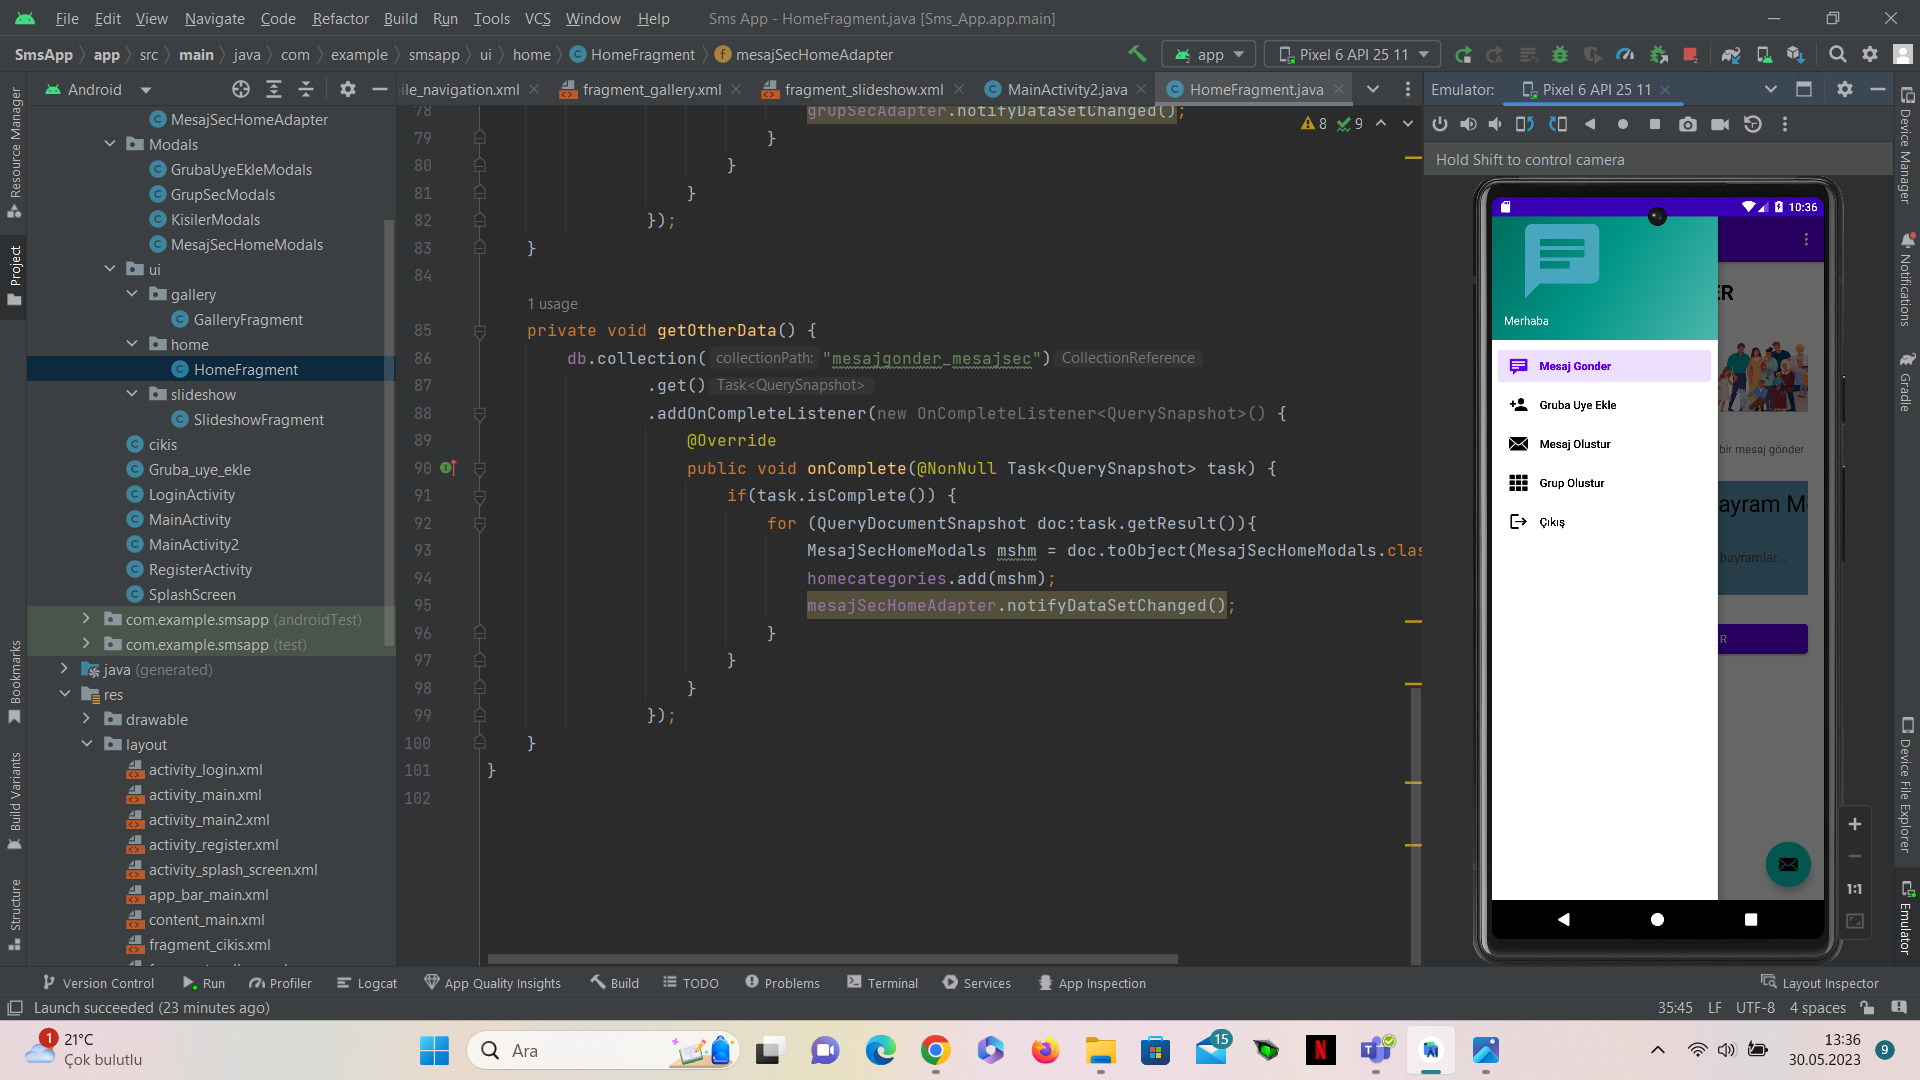 File Edit View Navigate Code Refactor Build Run Tools VCS Window Help Sms App - HomeFragment.java [Sms_App.app.main]
SmsApp app src main java com example smsapp ui home HomeFragment mesajSecHomeAdapter app Pixel 6 API 25 11
Android
ile_navigation.xml fragment_gallery.xml fragment_slideshow.xml MainActivity2.java HomeFragment.java
Emulator: Pixel 6 API 25 11
Hold Shift to control camera
Resource Manager
Project
Bookmarks
Build Variants
Structure
MesajSecHomeAdapter
Modals
GrubaUyeEkleModals
GrupSecModals
KisilerModals
MesajSecHomeModals
ui
gallery
GalleryFragment
home
HomeFragment
slideshow
SlideshowFragment
cikis
Gruba_uye_ekle
LoginActivity
MainActivity
MainActivity2
RegisterActivity
SplashScreen
com.example.smsapp (androidTest)
com.example.smsapp (test)
java (generated)
res
drawable
layout
activity_login.xml
activity_main.xml
activity_main2.xml
activity_register.xml
activity_splash_screen.xml
app_bar_main.xml
content_main.xml
fragment_cikis.xml
8 9
78 grupSecAdapter.notifyDataSetChanged();
79 }
80 }
81 }
82 });
83 }
84
1 usage
85 private void getOtherData() {
86 db.collection( collectionPath: "mesajgonder_mesajsec") CollectionReference
87 .get() Task<QuerySnapshot>
88 .addOnCompleteListener(new OnCompleteListener<QuerySnapshot>() {
89 @Override
90 public void onComplete(@NonNull Task<QuerySnapshot> task) {
91 if(task.isComplete()) {
92 for (QueryDocumentSnapshot doc:task.getResult()){
93 MesajSecHomeModals mshm = doc.toObject(MesajSecHomeModals.clas
94 homecategories.add(mshm);
95 mesajSecHomeAdapter.notifyDataSetChanged();
96 }
97 }
98 }
99 });
100 }
101 }
102
10:36
ER
Merhaba
Mesaj Gonder
Gruba Uye Ekle
Mesaj Olustur
Grup Olustur
Çıkış
bir mesaj gönder
ayram M
bayramlar...
ER
1:1
Device Manager
Notifications
Gradle
Device File Explorer
Emulator
Version Control Run Profiler Logcat App Quality Insights Build TODO Problems Terminal Services App Inspection Layout Inspector
Launch succeeded (23 minutes ago) 35:45 LF UTF-8 4 spaces
1 21°C
Çok bulutlu
Ara
15
N
13:36
30.05.2023
9